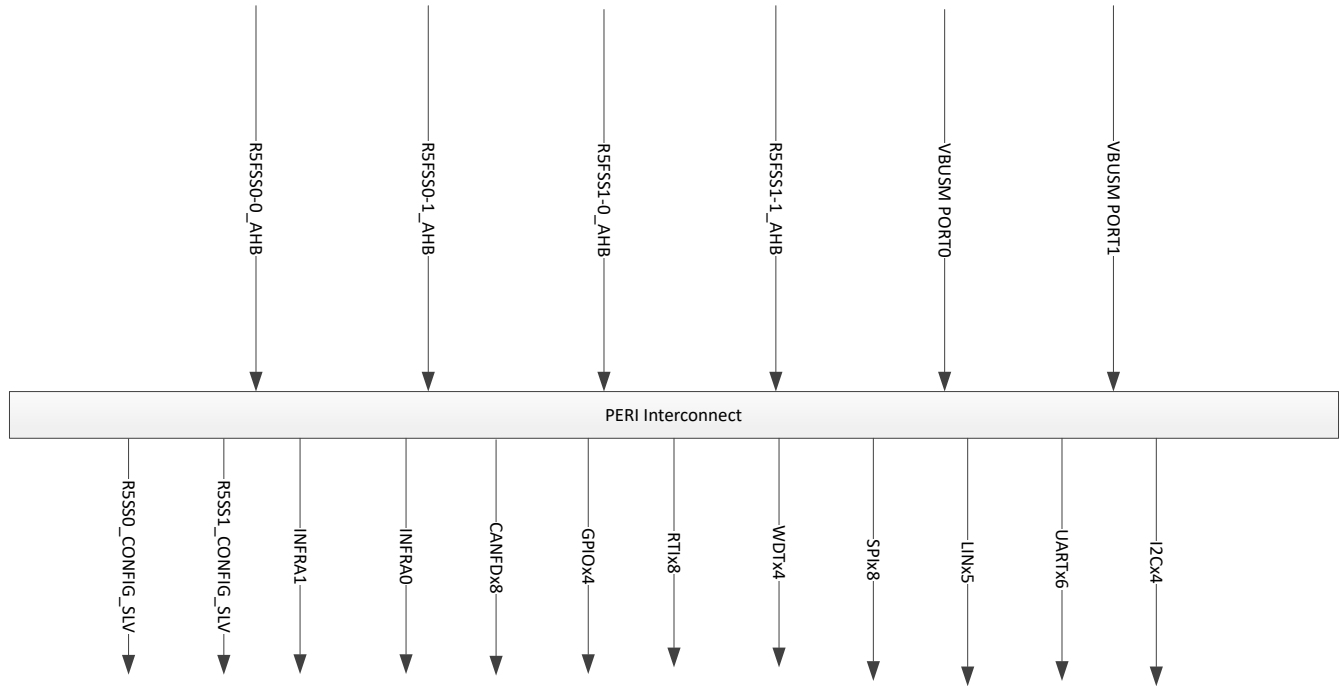 R5FSS0-0_AHB
R5FSS0-1_AHB
R5FSS1-0_AHB
R5FSS1-1_AHB
VBUSM PORT0
VBUSM PORT1
PERI Interconnect
R5SS0_CONFIG_SLV
R5SS1_CONFIG_SLV
INFRA1
INFRA0
CANFDx8
GPIOx4
RTIx8
WDTx4
SPIx8
LINx5
UARTx6
I2Cx4